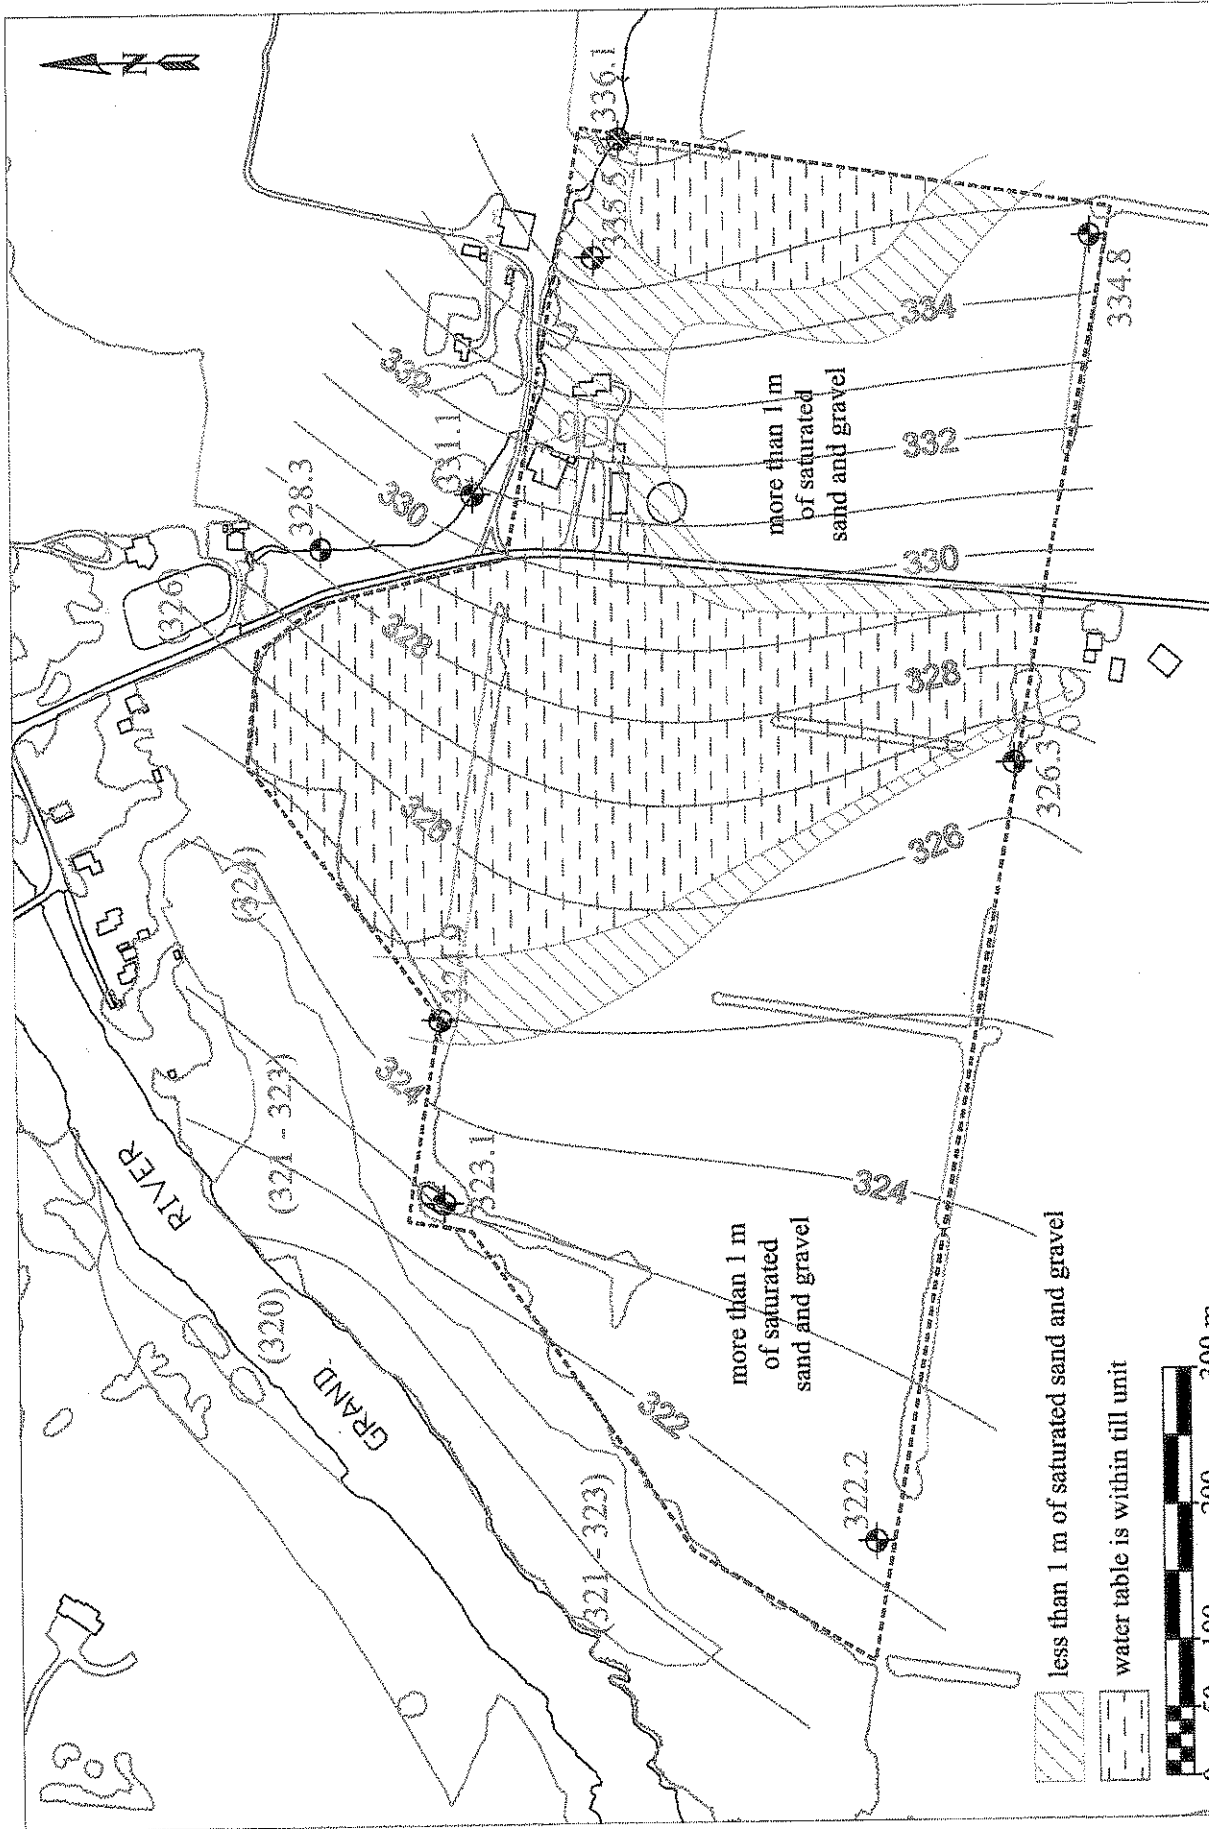 N
336.1
335.5
334
334.8
332
331.1
332
more than 1 m
of saturated
sand and gravel
328.3
330
330
(326)
328
328
326
326.3
326
(324)
324
324
323.1
(321 - 323)
RIVER
GRAND
(320)
more than 1 m
of saturated
sand and gravel
322
322.2
(321 - 323)
less than 1 m of saturated sand and gravel
water table is within till unit
0 50 100 200 300 m